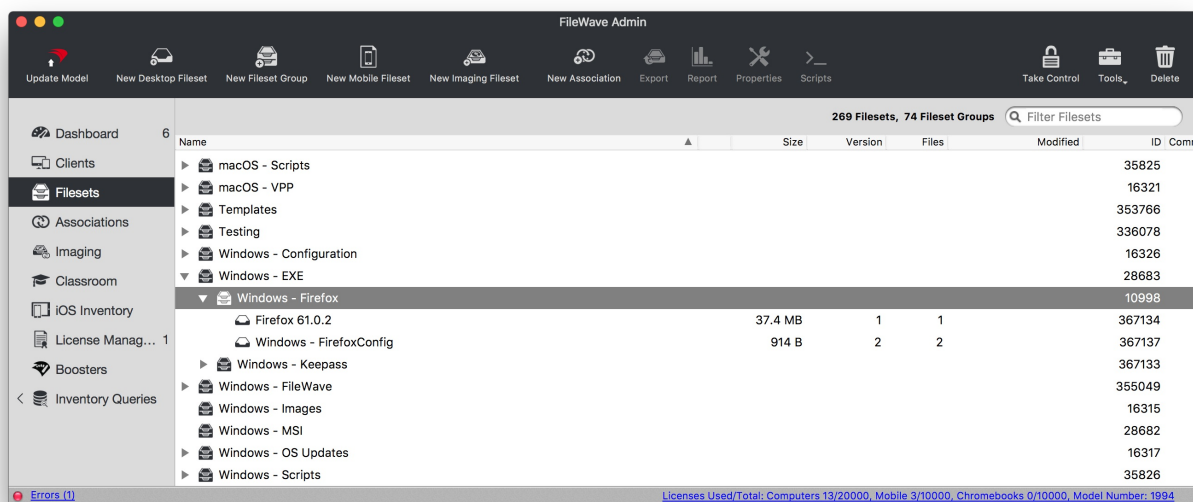 FileWave Admin
Update Model New Desktop Fileset New Fileset Group New Mobile Fileset New Imaging Fileset New Association Export Report Properties Scripts Take Control Tools Delete
269 Filesets, 74 Fileset Groups Filter Filesets
Dashboard 6
Clients
Filesets
Associations
Imaging
Classroom
iOS Inventory
License Manag... 1
Boosters
Inventory Queries
Name Size Version Files Modified ID Comr
macOS - Scripts 35825
macOS - VPP 16321
Templates 353766
Testing 336078
Windows - Configuration 16326
Windows - EXE 28683
Windows - Firefox 10998
Firefox 61.0.2 37.4 MB 1 1 367134
Windows - FirefoxConfig 914 B 2 2 367137
Windows - Keepass 367133
Windows - FileWave 355049
Windows - Images 16315
Windows - MSI 28682
Windows - OS Updates 16317
Windows - Scripts 35826
Errors (1) Licenses Used/Total: Computers 13/20000, Mobile 3/10000, Chromebooks 0/10000, Model Number: 1994